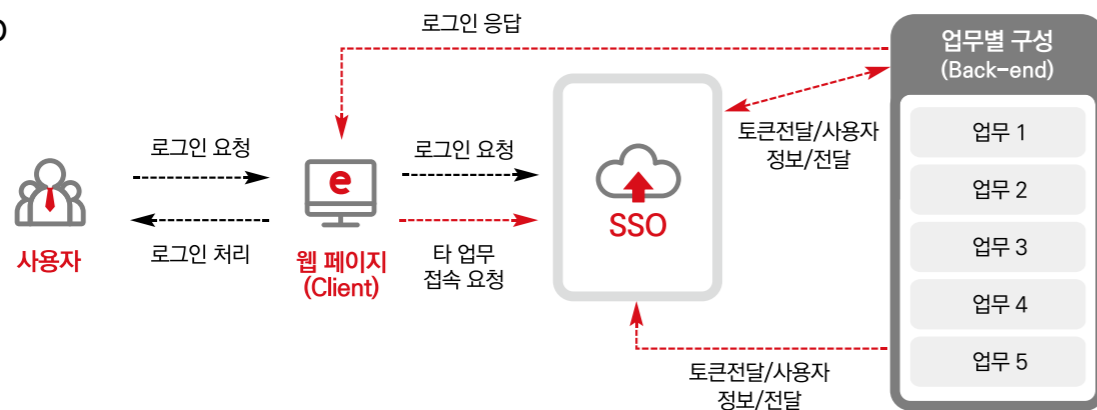 로그인 응답
업무별 구성
(Back-end)
토큰전달/사용자
정보/전달
업무 1
로그인 요청
로그인 요청
e
업무 2
SSO
로그인 처리
타 업무
접속 요청
사용자
웹 페이지
(Client)
업무 3
업무 4
토큰전달/사용자
정보/전달
업무 5